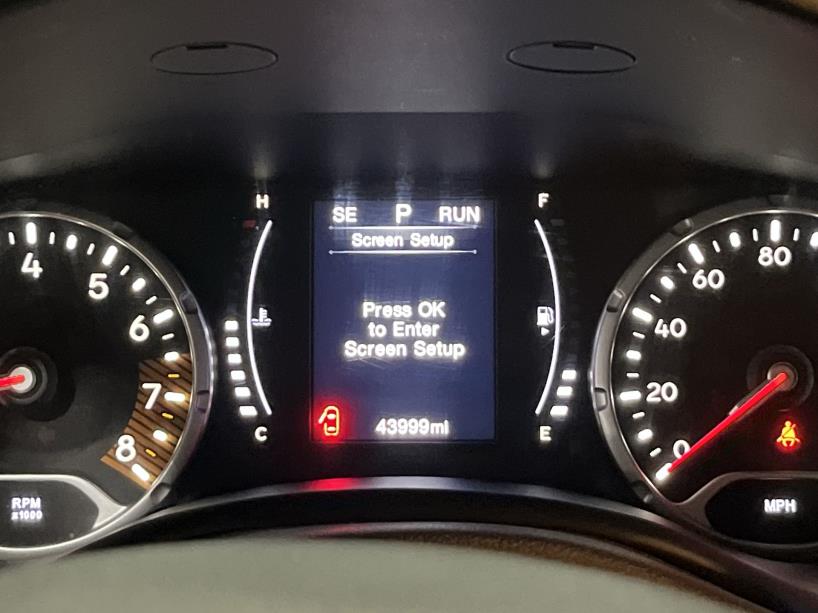 H
F
SE P RUN
Screen Setup
4
5
6
7
8
80
60
40
20
0
Press OK
to Enter
Screen Setup
C
43999mi
E
RPM
x1000
MPH